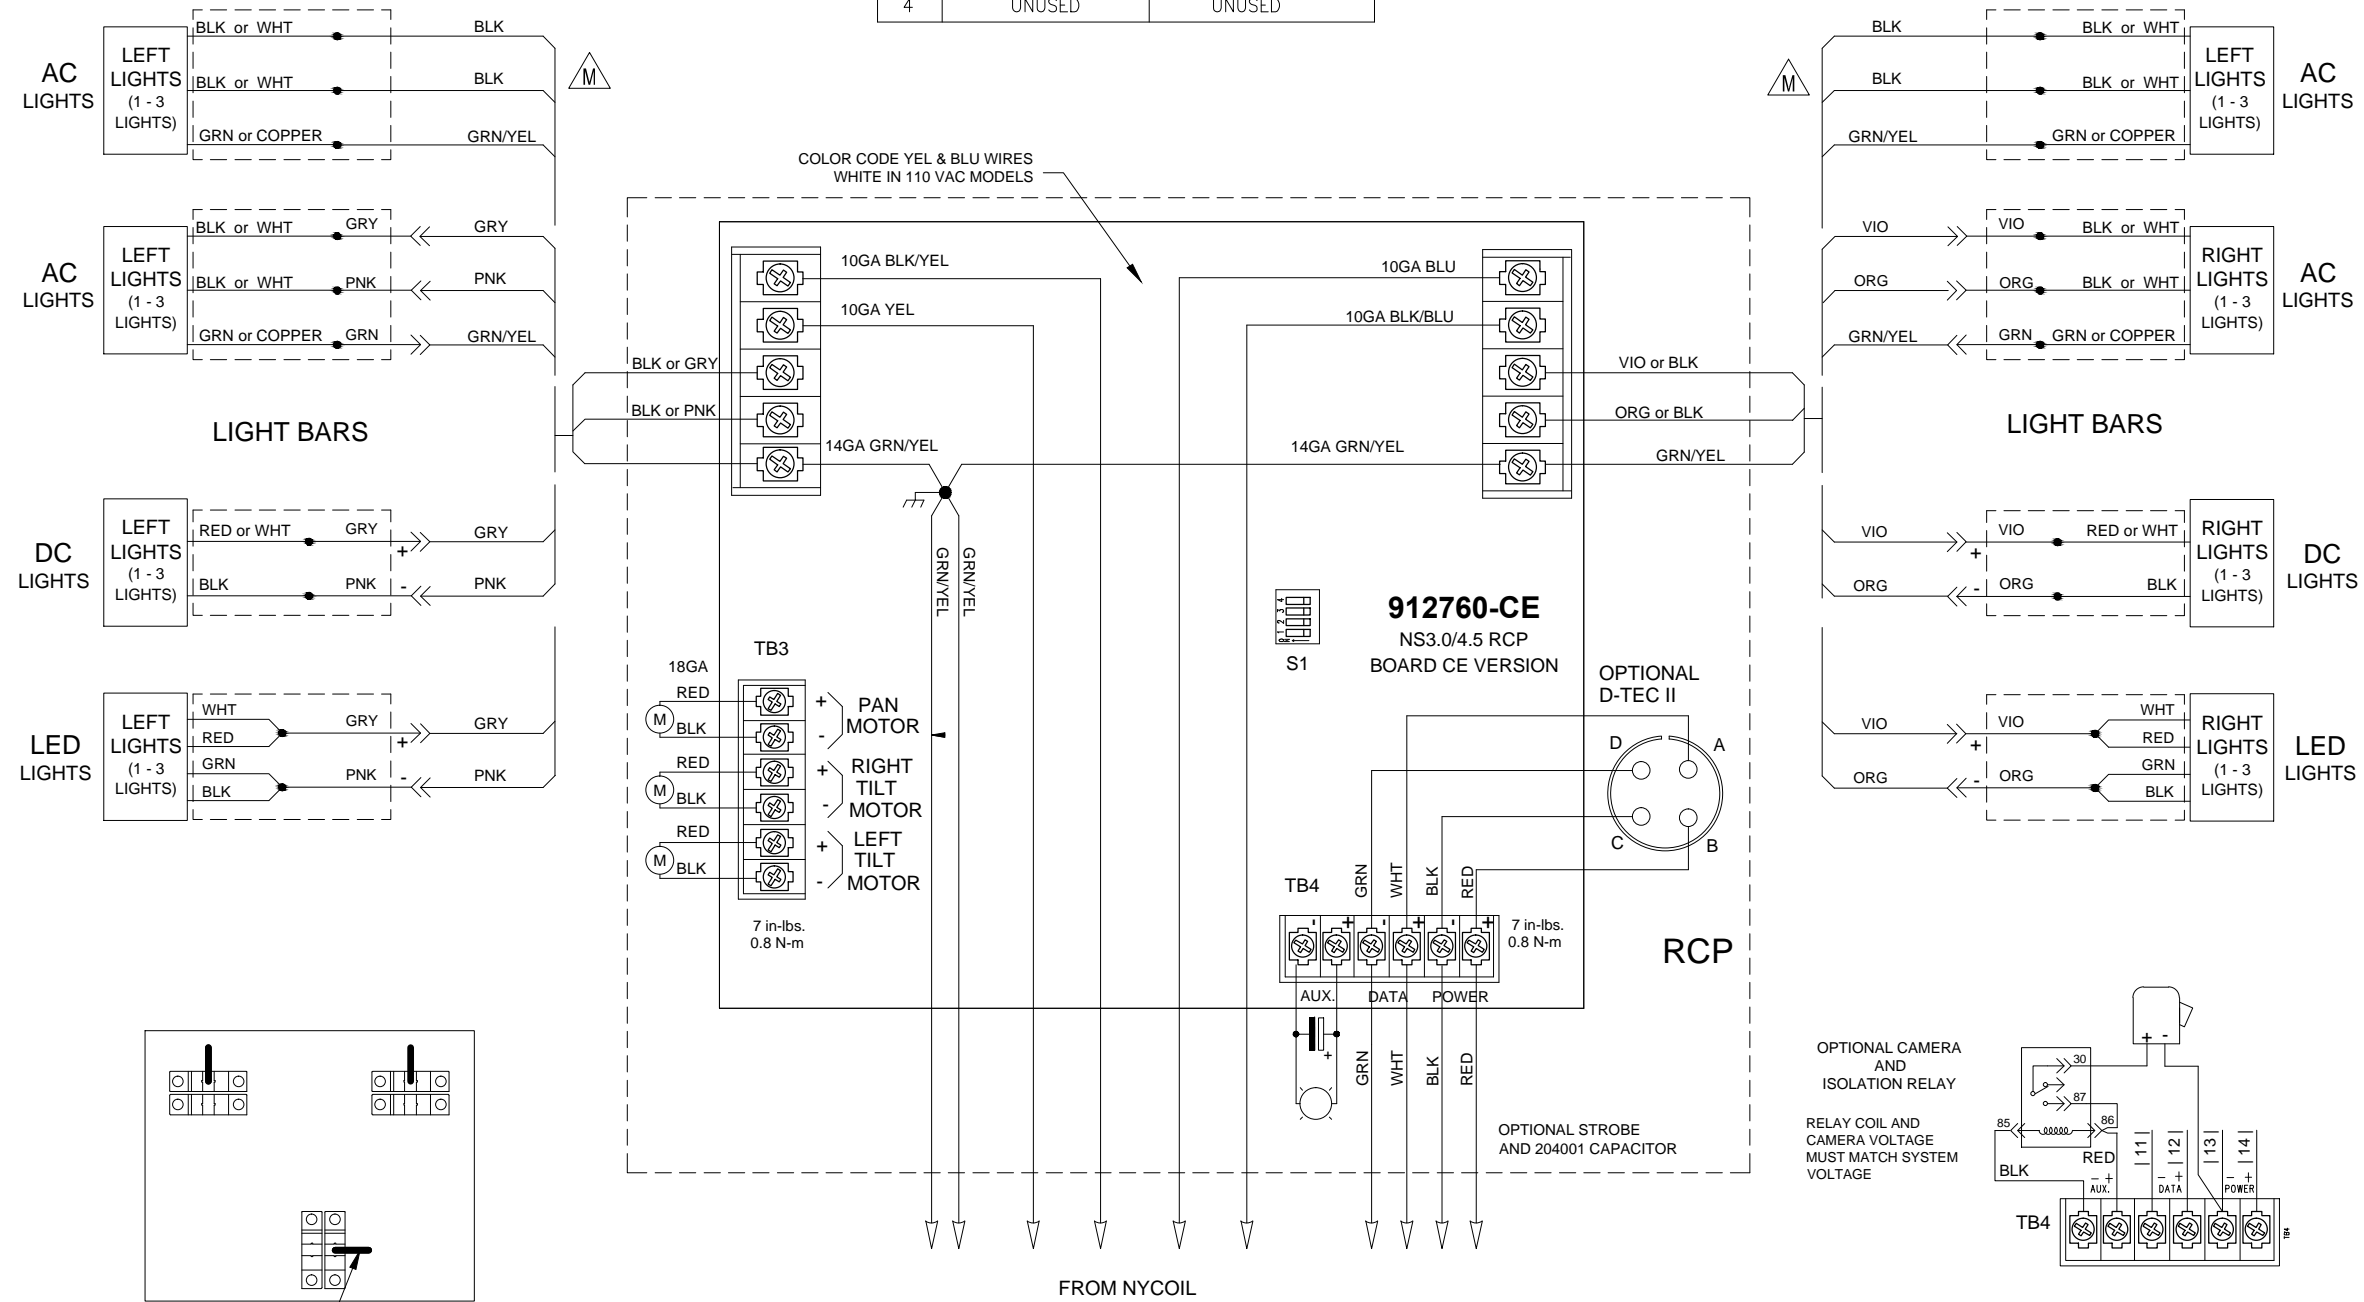 4 UNUSED UNUSED
AC
LIGHTS
LEFT
LIGHTS
(1 - 3
LIGHTS)
BLK or WHT
BLK
BLK or WHT
BLK
GRN or COPPER
GRN/YEL
M
AC
LIGHTS
LEFT
LIGHTS
(1 - 3
LIGHTS)
BLK or WHT GRY GRY
BLK or WHT PNK PNK
GRN or COPPER GRN GRN/YEL
LIGHT BARS
DC
LIGHTS
LEFT
LIGHTS
(1 - 3
LIGHTS)
RED or WHT GRY + GRY
BLK PNK - PNK
LED
LIGHTS
LEFT
LIGHTS
(1 - 3
LIGHTS)
WHT
RED
GRY + GRY
GRN
BLK
PNK - PNK
COLOR CODE YEL & BLU WIRES
WHITE IN 110 VAC MODELS
10GA BLK/YEL
10GA YEL
BLK or GRY
BLK or PNK
14GA GRN/YEL
10GA BLU
10GA BLK/BLU
VIO or BLK
ORG or BLK
14GA GRN/YEL
GRN/YEL
GRN/YEL
GRN/YEL
TB3
18GA
RED
M
BLK
+
-
PAN
MOTOR
RED
M
BLK
+
-
RIGHT
TILT
MOTOR
RED
M
BLK
+
-
LEFT
TILT
MOTOR
7 in-lbs.
0.8 N-m
1 2 3 4
S1
912760-CE
NS3.0/4.5 RCP
BOARD CE VERSION
OPTIONAL
D-TEC II
D
A
C
B
TB4
GRN
WHT
BLK
RED
- + - + - +
7 in-lbs.
0.8 N-m
AUX. DATA POWER
+
GRN
WHT
BLK
RED
RCP
OPTIONAL STROBE
AND 204001 CAPACITOR
FROM NYCOIL
M
BLK
BLK or WHT
BLK
BLK or WHT
GRN/YEL
GRN or COPPER
LEFT
LIGHTS
(1 - 3
LIGHTS)
AC
LIGHTS
VIO VIO BLK or WHT
ORG ORG BLK or WHT
GRN/YEL GRN GRN or COPPER
RIGHT
LIGHTS
(1 - 3
LIGHTS)
AC
LIGHTS
LIGHT BARS
VIO + VIO RED or WHT
ORG - ORG BLK
RIGHT
LIGHTS
(1 - 3
LIGHTS)
DC
LIGHTS
VIO + VIO
WHT
RED
ORG - ORG
GRN
BLK
RIGHT
LIGHTS
(1 - 3
LIGHTS)
LED
LIGHTS
OPTIONAL CAMERA
AND
ISOLATION RELAY
RELAY COIL AND
CAMERA VOLTAGE
MUST MATCH SYSTEM
VOLTAGE
+ -
30
87
85
86
BLK
RED
11
12
13
14
- + - + - +
AUX. DATA POWER
TB4
TB4